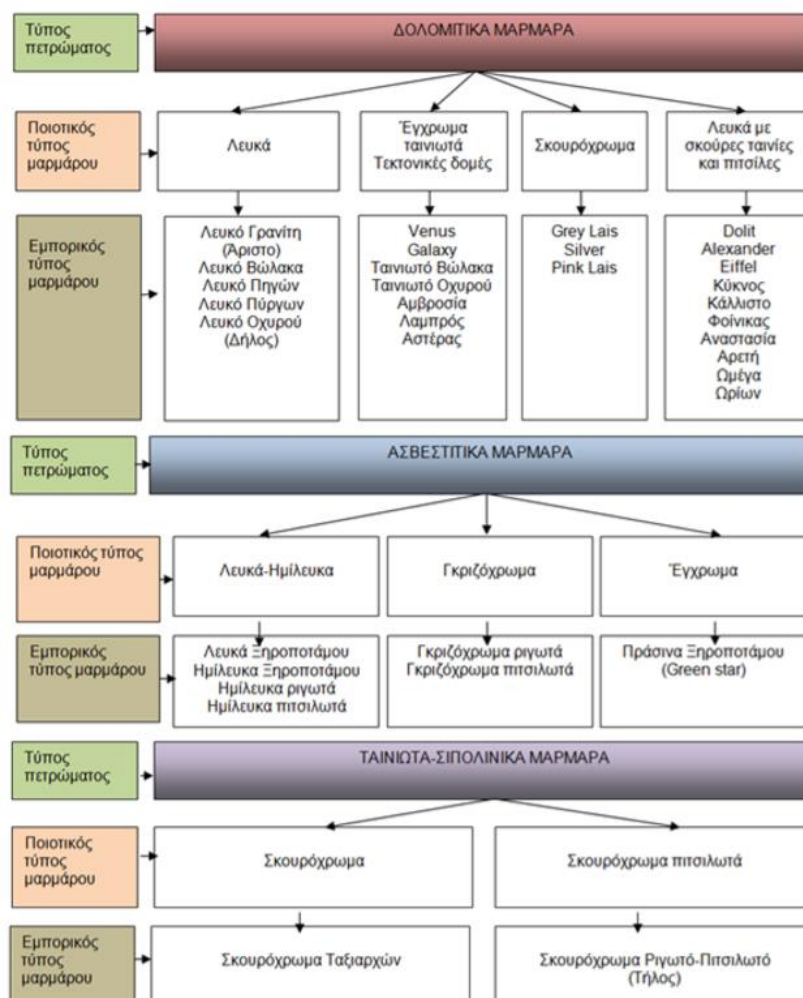 Τύπος
πετρώματος
ΔΟΛΟΜΙΤΙΚΑ ΜΑΡΜΑΡΑ
Ποιοτικός
τύπος
μαρμάρου
Λευκά
Έγχρωμα
ταινιωτά
Τεκτονικές δομές
Σκουρόχρωμα
Λευκά με
σκούρες ταινίες
και πιτσίλες
Εμπορικός
τύπος
μαρμάρου
Λευκό Γρανίτη
(Άριστο)
Λευκό Βώλακα
Λευκό Πηγών
Λευκό Πύργων
Λευκό Οχυρού
(Δήλος)
Venus
Galaxy
Ταινιωτό Βώλακα
Ταινιωτό Οχυρού
Αμβροσία
Λαμπρός
Αστέρας
Grey Lais
Silver
Pink Lais
Dolit
Alexander
Eiffel
Κύκνος
Κάλλιστο
Φοίνικας
Αναστασία
Αρετή
Ωμέγα
Ωρίων
Τύπος
πετρώματος
ΑΣΒΕΣΤΙΤΙΚΑ ΜΑΡΜΑΡΑ
Ποιοτικός τύπος
μαρμάρου
Λευκά-Ημίλευκα
Γκριζόχρωμα
Έγχρωμα
Εμπορικός
τύπος μαρμάρου
Λευκά Ξηροποτάμου
Ημίλευκα Ξηροποτάμου
Ημίλευκα ριγωτά
Ημίλευκα πιτσιλωτά
Γκριζόχρωμα ριγωτά
Γκριζόχρωμα πιτσιλωτά
Πράσινα Ξηροποτάμου
(Green star)
Τύπος
πετρώματος
ΤΑΙΝΙΩΤΑ-ΣΙΠΟΛΙΝΙΚΑ ΜΑΡΜΑΡΑ
Ποιοτικός
τύπος
μαρμάρου
Σκουρόχρωμα
Σκουρόχρωμα πιτσιλωτά
Εμπορικός
τύπος
μαρμάρου
Σκουρόχρωμα Ταξιαρχών
Σκουρόχρωμα Ριγωτό-Πιτσιλωτό
(Τήλος)